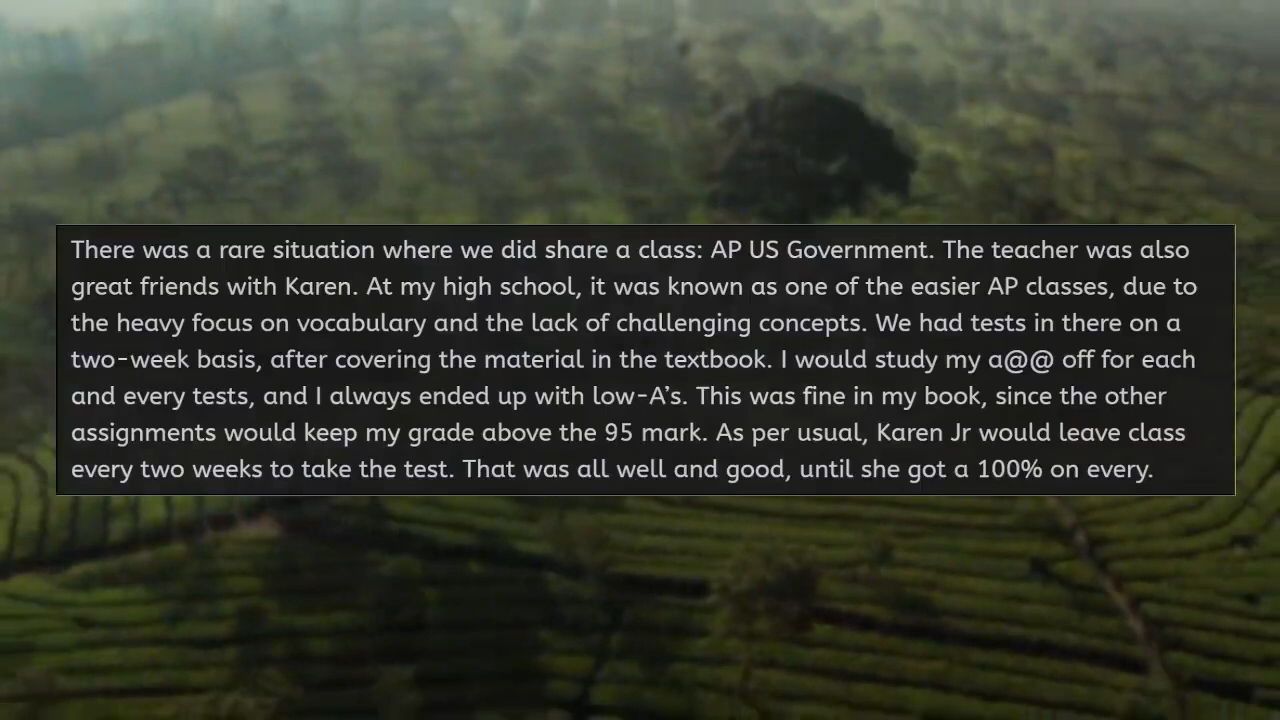 There was a rare situation where we did share a class: AP US Government. The teacher was also
great friends with Karen. At my high school, it was known as one of the easier AP classes, due to
the heavy focus on vocabulary and the lack of challenging concepts. We had tests in there on a
two-week basis, after covering the material in the textbook. I would study my a@@ off for each
and every tests, and I always ended up with low-A’s. This was fine in my book, since the other
assignments would keep my grade above the 95 mark. As per usual, Karen Jr would leave class
every two weeks to take the test. That was all well and good, until she got a 100% on every.